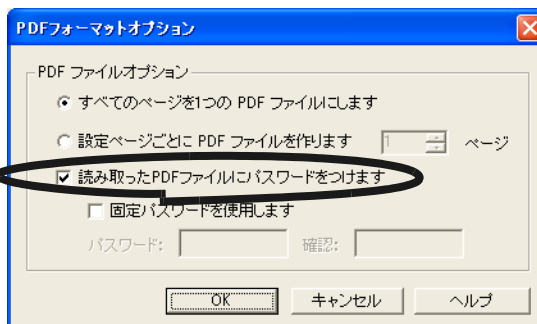 PDFフォーマットオプション
PDF ファイルオプション
すべてのページを1つの PDF ファイルにします
設定ページごとに PDF ファイルを作ります 1 ページ
読み取ったPDFファイルにパスワードをつけます
固定パスワードを使用します
パスワード: 確認:
OK キャンセル ヘルプ